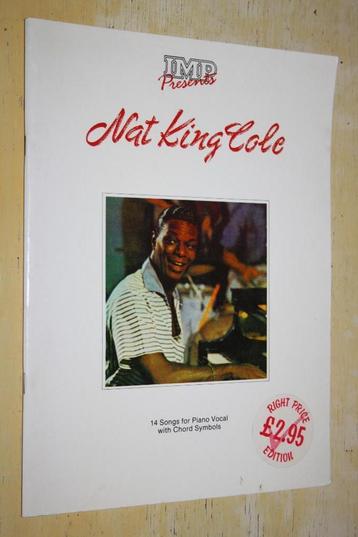 IMP
Presents
Nat King Cole
14 Songs for Piano Vocal
with Chord Symbols
RIGHT PRICE
£2.95
EDITION